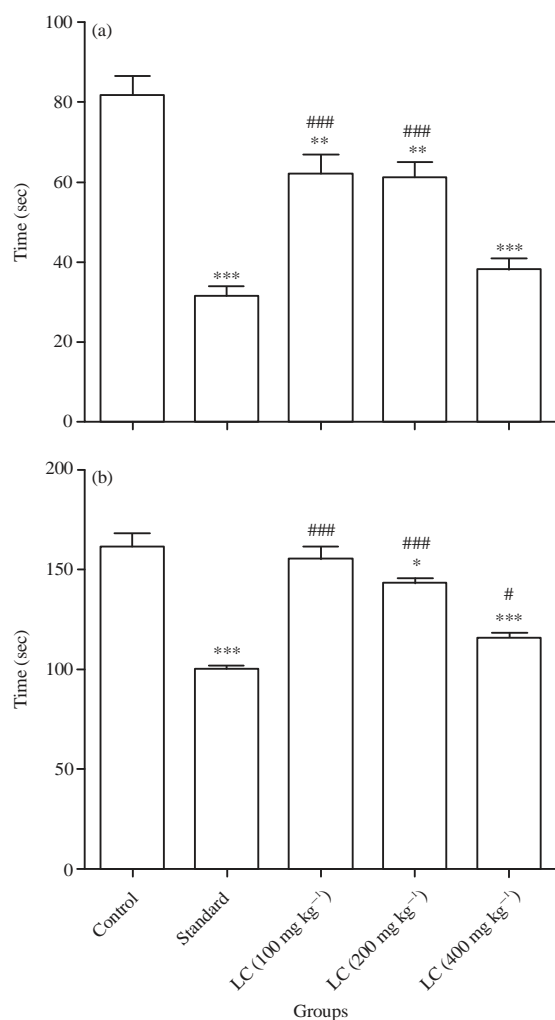 (a)
Time (sec)
100
80
60
40
20
0
***
###
**
###
**
***
(b)
Time (sec)
200
150
100
50
0
***
###
###
*
#
***
Control
Standard
LC (100 mg kg⁻¹)
LC (200 mg kg⁻¹)
LC (400 mg kg⁻¹)
Groups